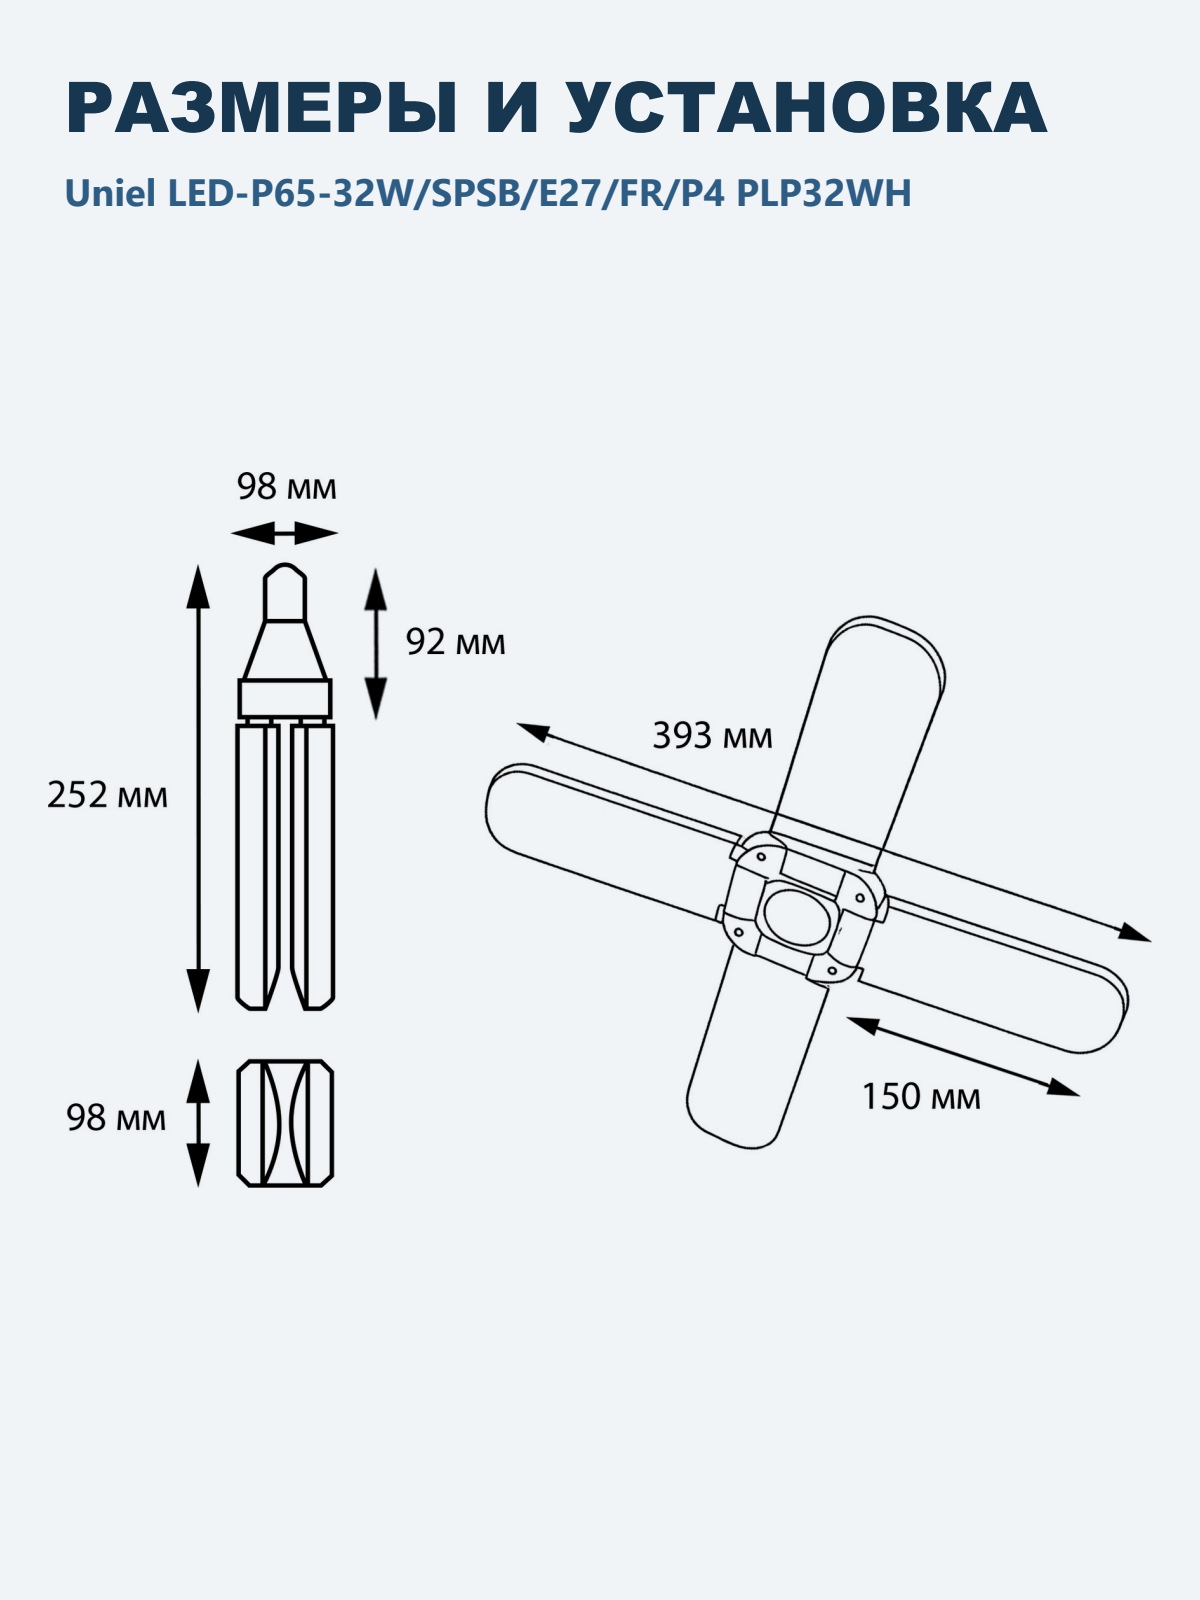 РАЗМЕРЫ И УСТАНОВКА
Uniel LED-P65-32W/SPSB/E27/FR/P4 PLP32WH
98 мм
92 мм
393 мм
252 мм
150 мм
98 мм